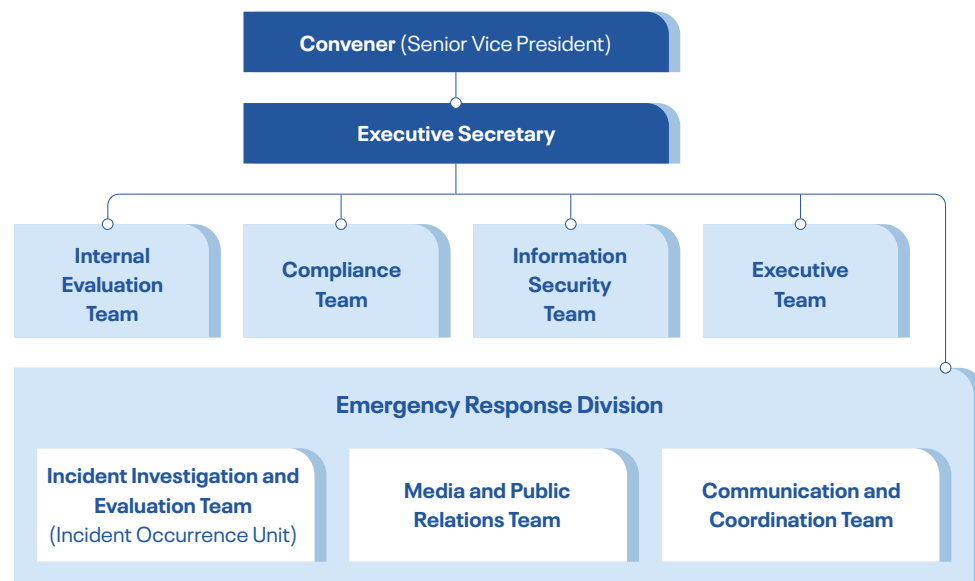 Convener (Senior Vice President)
Executive Secretary
Internal
Evaluation
Team
Compliance
Team
Information
Security
Team
Executive
Team
Emergency Response Division
Incident Investigation and
Evaluation Team
(Incident Occurrence Unit)
Media and Public
Relations Team
Communication and
Coordination Team